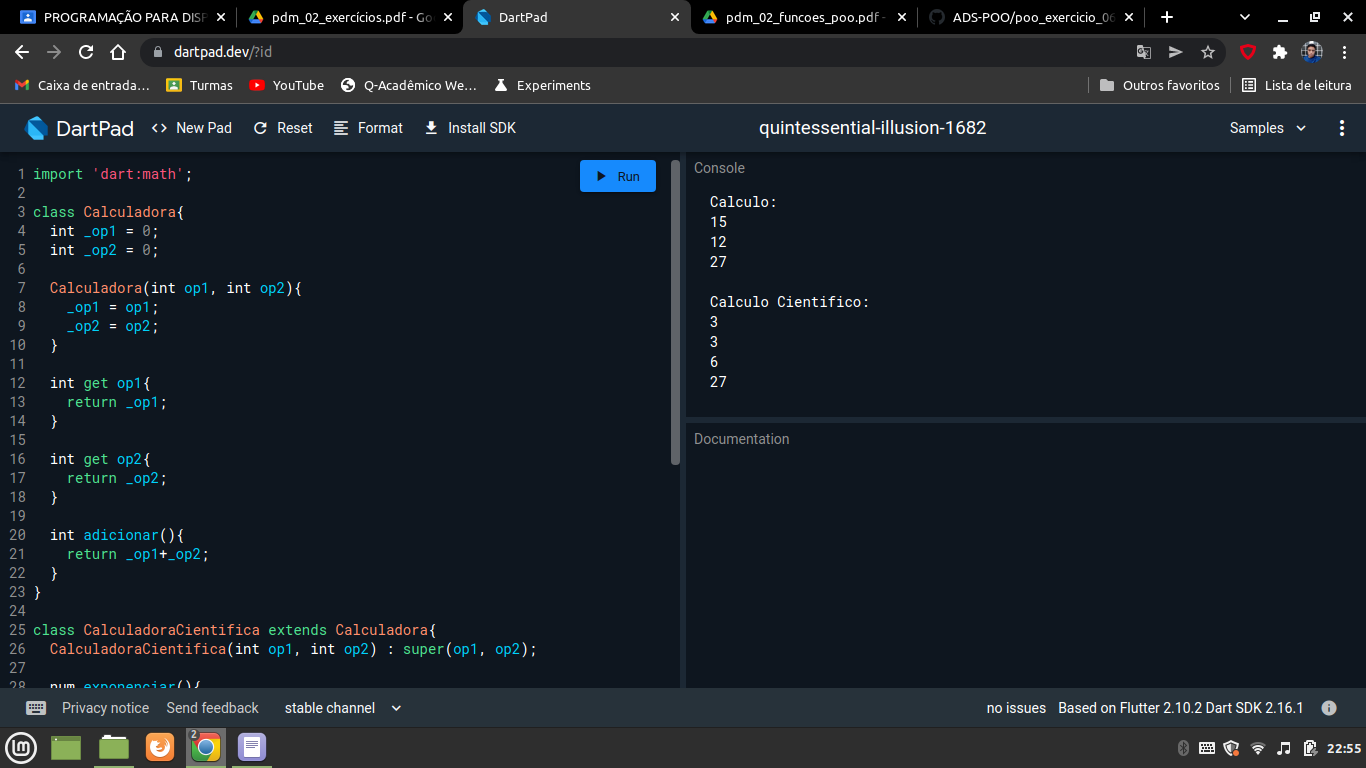 PROGRAMAÇÃO PARA DISP
pdm_02_exercícios.pdf - Go
DartPad
pdm_02_funcoes_poo.pdf -
ADS-POO/poo_exercicio_06
dartpad.dev/?id
Caixa de entrada…
Turmas
YouTube
Q-Acadêmico We…
Experiments
Outros favoritos
Lista de leitura
DartPad
<> New Pad
Reset
Format
Install SDK
quintessential-illusion-1682
Samples
Run
1 import 'dart:math';
2
3 class Calculadora{
4   int _op1 = 0;
5   int _op2 = 0;
6
7   Calculadora(int op1, int op2){
8     _op1 = op1;
9     _op2 = op2;
10   }
11
12   int get op1{
13     return _op1;
14   }
15
16   int get op2{
17     return _op2;
18   }
19
20   int adicionar(){
21     return _op1+_op2;
22   }
23 }
24
25 class CalculadoraCientifica extends Calculadora{
26   CalculadoraCientifica(int op1, int op2) : super(op1, op2);
27
28   num exponenciar(){
Console
Calculo:
15
12
27
Calculo Cientifico:
3
3
6
27
Documentation
Privacy notice
Send feedback
stable channel
no issues
Based on Flutter 2.10.2 Dart SDK 2.16.1
2
22:55